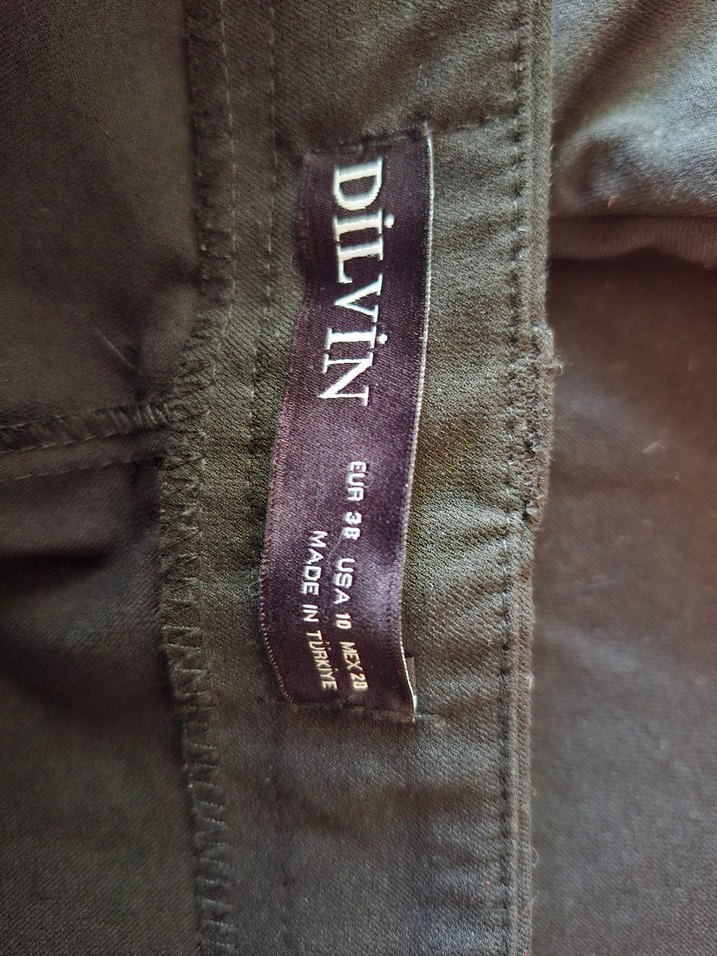 DİLVİN
EUR 38 USA 10 MEX 28
MADE IN TÜRKİYE